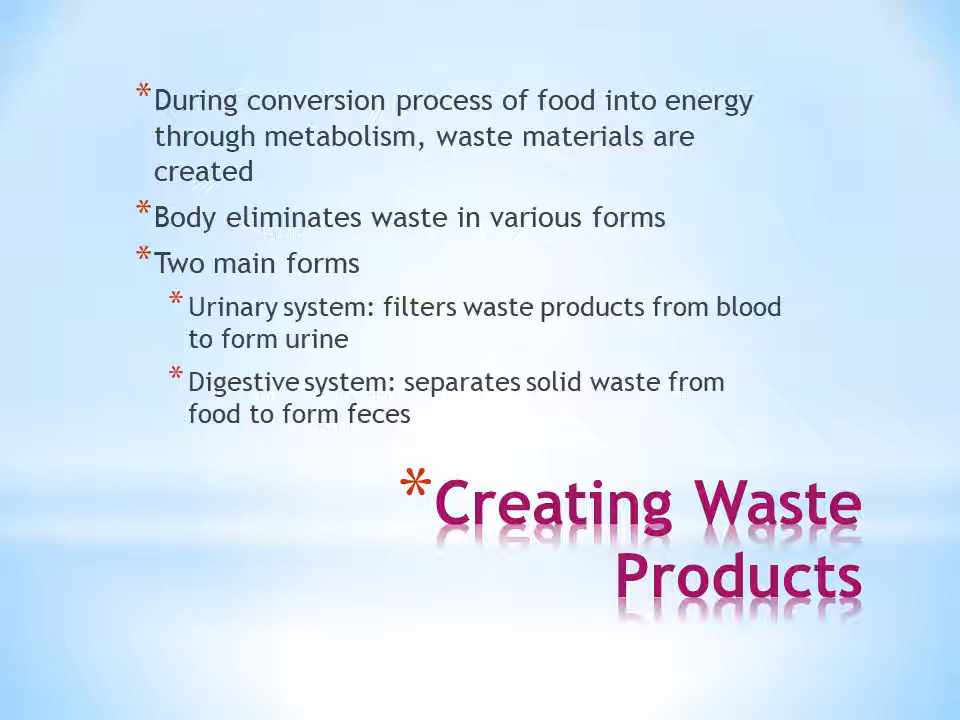 * During conversion process of food into energy
through metabolism, waste materials are
created
* Body eliminates waste in various forms
* Two main forms
* Urinary system: filters waste products from blood
to form urine
* Digestive system: separates solid waste from
food to form feces
* Creating Waste
Products